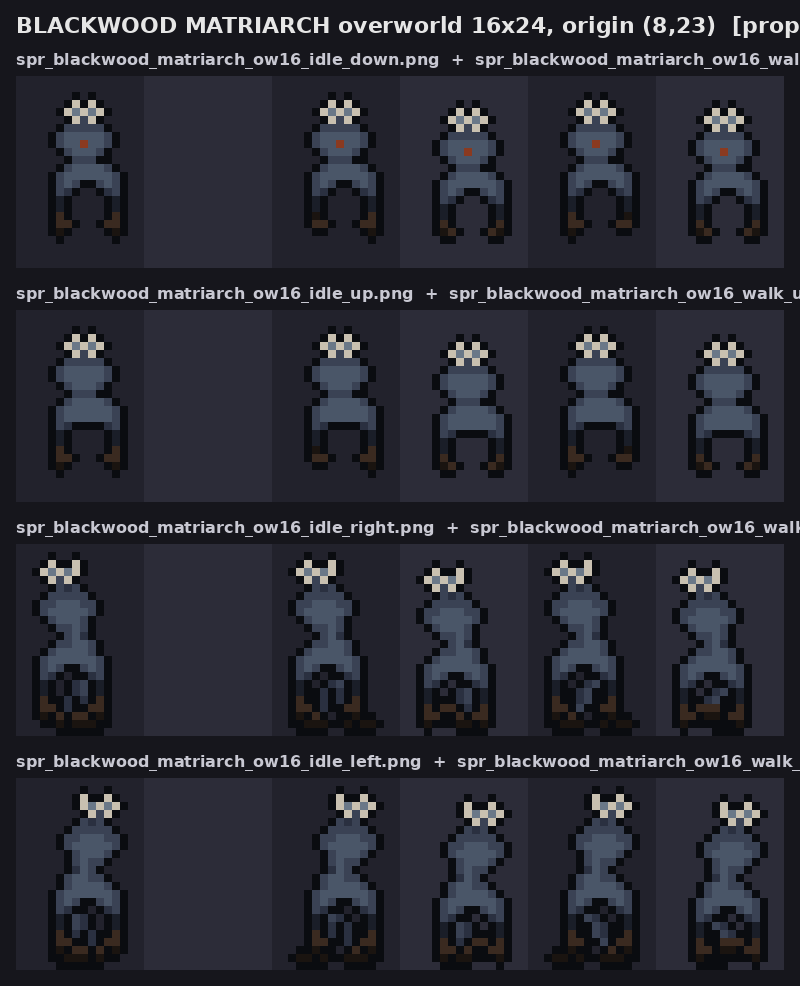 BLACKWOOD MATRIARCH overworld 16x24, origin (8,23) [prop
spr_blackwood_matriarch_ow16_idle_down.png + spr_blackwood_matriarch_ow16_wal
spr_blackwood_matriarch_ow16_idle_up.png + spr_blackwood_matriarch_ow16_walk_u
spr_blackwood_matriarch_ow16_idle_right.png + spr_blackwood_matriarch_ow16_walk
spr_blackwood_matriarch_ow16_idle_left.png + spr_blackwood_matriarch_ow16_walk_